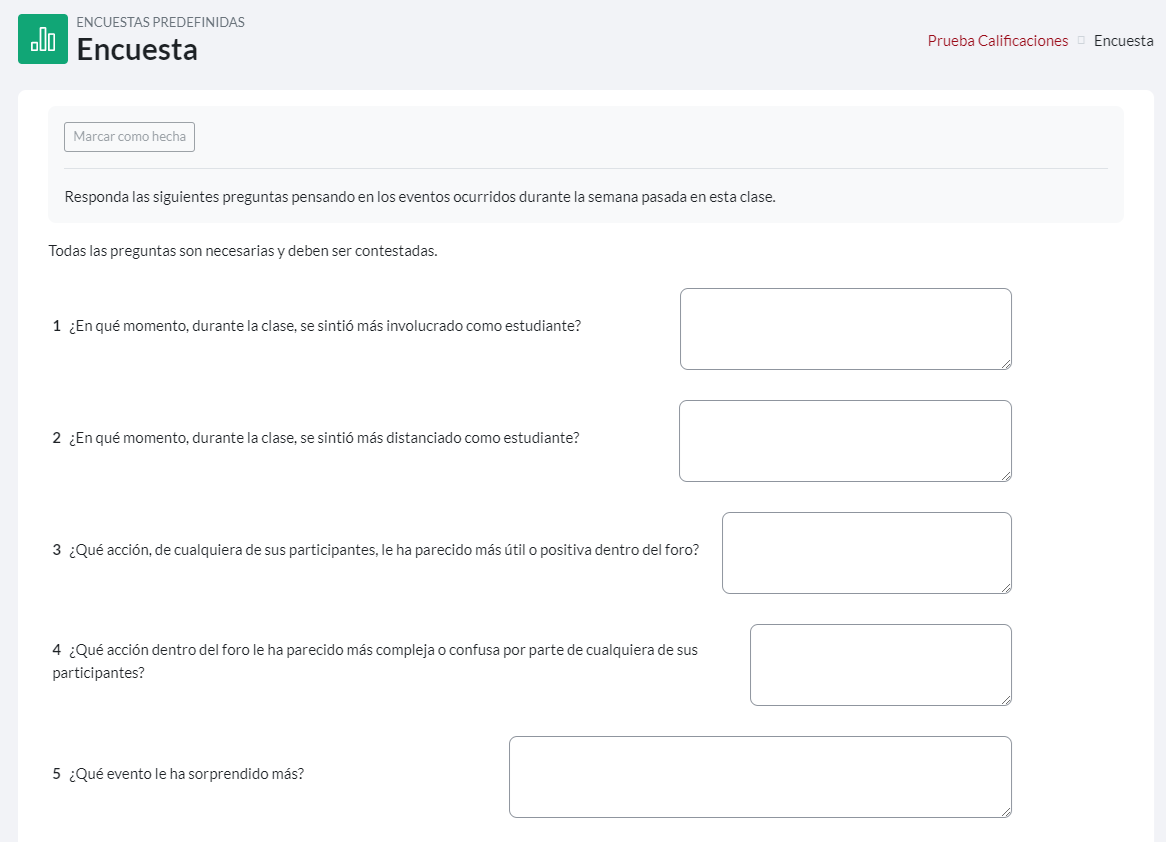 ENCUESTAS PREDEFINIDAS
Encuesta
Prueba Calificaciones Encuesta
Marcar como hecha
Responda las siguientes preguntas pensando en los eventos ocurridos durante la semana pasada en esta clase.
Todas las preguntas son necesarias y deben ser contestadas.
1 ¿En qué momento, durante la clase, se sintió más involucrado como estudiante?
2 ¿En qué momento, durante la clase, se sintió más distanciado como estudiante?
3 ¿Qué acción, de cualquiera de sus participantes, le ha parecido más útil o positiva dentro del foro?
4 ¿Qué acción dentro del foro le ha parecido más compleja o confusa por parte de cualquiera de sus
participantes?
5 ¿Qué evento le ha sorprendido más?